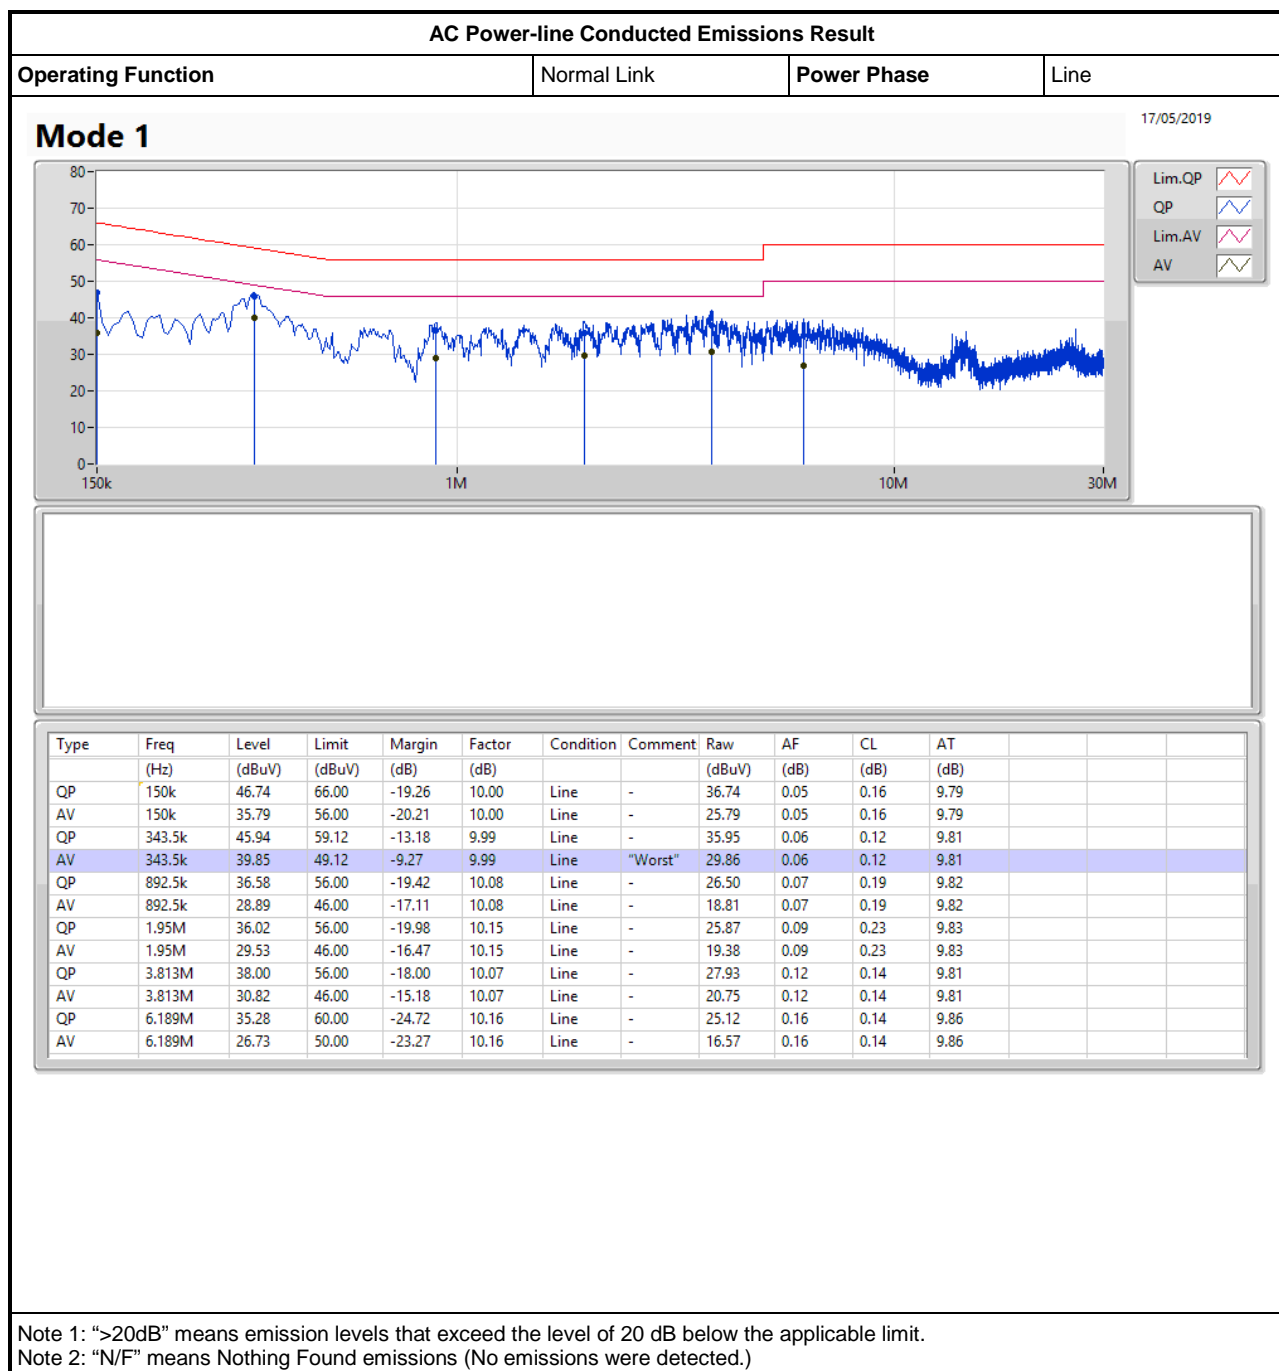 AC Power-line Conducted Emissions Result
Operating Function Normal Link Power Phase Line
17/05/2019
Mode 1
80
70
60
50
40
30
20
10
0
150k 1M 10M 30M
Lim.QP
QP
Lim.AV
AV
Type Freq Level Limit Margin Factor Condition Comment Raw AF CL AT
(Hz) (dBuV) (dBuV) (dB) (dB) (dBuV) (dB) (dB) (dB)
QP 150k 46.74 66.00 -19.26 10.00 Line - 36.74 0.05 0.16 9.79
AV 150k 35.79 56.00 -20.21 10.00 Line - 25.79 0.05 0.16 9.79
QP 343.5k 45.94 59.12 -13.18 9.99 Line - 35.95 0.06 0.12 9.81
AV 343.5k 39.85 49.12 -9.27 9.99 Line "Worst" 29.86 0.06 0.12 9.81
QP 892.5k 36.58 56.00 -19.42 10.08 Line - 26.50 0.07 0.19 9.82
AV 892.5k 28.89 46.00 -17.11 10.08 Line - 18.81 0.07 0.19 9.82
QP 1.95M 36.02 56.00 -19.98 10.15 Line - 25.87 0.09 0.23 9.83
AV 1.95M 29.53 46.00 -16.47 10.15 Line - 19.38 0.09 0.23 9.83
QP 3.813M 38.00 56.00 -18.00 10.07 Line - 27.93 0.12 0.14 9.81
AV 3.813M 30.82 46.00 -15.18 10.07 Line - 20.75 0.12 0.14 9.81
QP 6.189M 35.28 60.00 -24.72 10.16 Line - 25.12 0.16 0.14 9.86
AV 6.189M 26.73 50.00 -23.27 10.16 Line - 16.57 0.16 0.14 9.86
Note 1: “>20dB” means emission levels that exceed the level of 20 dB below the applicable limit.
Note 2: “N/F” means Nothing Found emissions (No emissions were detected.)